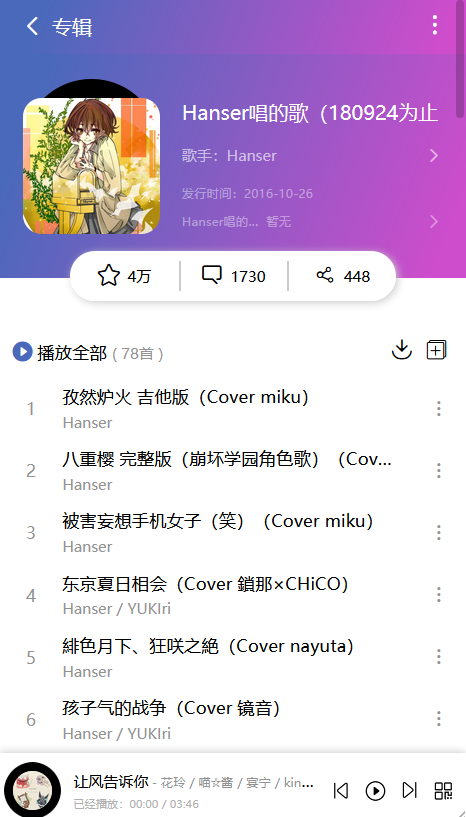 专辑
Hanser唱的歌（180924为止
歌手：Hanser
发行时间：2016-10-26
Hanser唱的... 暂无
4万 1730 448
播放全部 ( 78首 )
1 孜然炉火 吉他版（Cover miku）
Hanser
2 八重樱 完整版（崩坏学园角色歌）（Cov...
Hanser
3 被害妄想手机女子（笑）（Cover miku）
Hanser
4 东京夏日相会（Cover 鎖那×CHiCO）
Hanser / YUKIri
5 緋色月下、狂咲之絶（Cover nayuta）
Hanser
6 孩子气的战争（Cover 镜音）
Hanser / YUKIri
让风告诉你 - 花玲 / 喵☆酱 / 宴宁 / kin...
已经播放：00:00 / 03:46